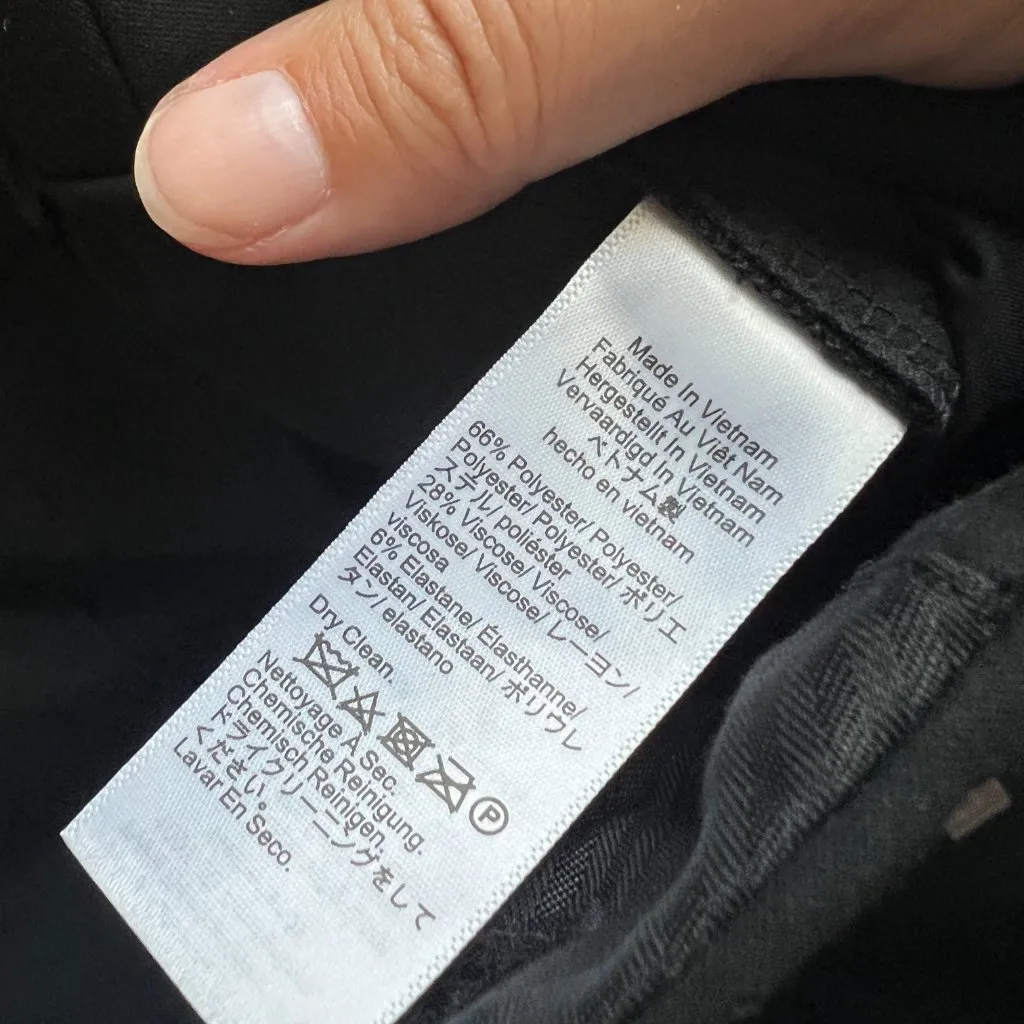 Made In Vietnam
Fabriqué Au Viêt Nam
Hergestellt In Vietnam
Vervaardigd In Vietnam
ベトナム製
hecho en vietnam
66% Polyester/ Polyester/
Polyester/ Polyester/ ポリエ
ステル/ poliéster
28% Viscose/ Viscose/
Viskose/ Viscose/ レーヨン/
viscosa
6% Elastane/ Élasthanne/
Elastan/ Elastaan/ ポリウレ
タン/ elastano
Dry Clean.
P
Nettoyage À Sec.
Chemische Reinigung.
Chemisch Reinigen.
ドライクリーニングをして
ください。
Lavar En Seco.